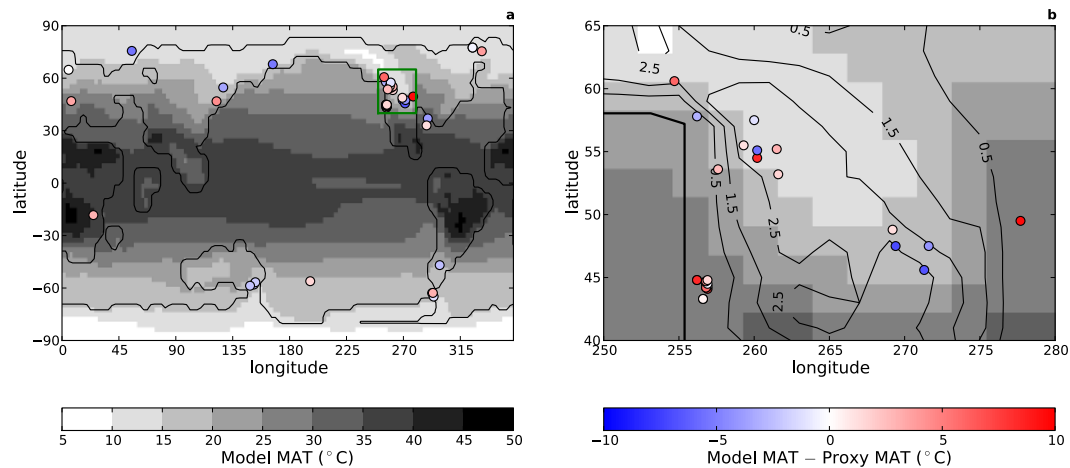 a
90
60
30
0
−30
−60
−90
latitude
0 45 90 135 180 225 270 315
longitude
5 10 15 20 25 30 35 40 45 50
Model MAT (°C)
b
65
60
55
50
45
40
latitude
0.5
2.5
1.5
0.5
0.5
1.5
2.5
2.5
250 255 260 265 270 275 280
longitude
−10 −5 0 5 10
Model MAT − Proxy MAT (°C)